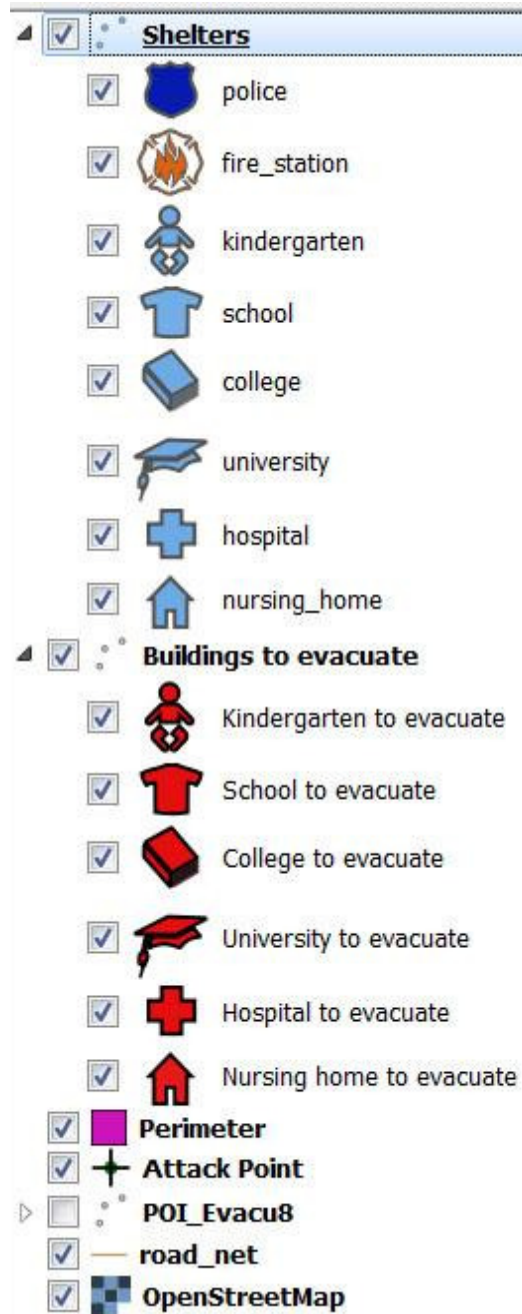 Shelters
police
fire_station
kindergarten
school
college
university
hospital
nursing_home
Buildings to evacuate
Kindergarten to evacuate
School to evacuate
College to evacuate
University to evacuate
Hospital to evacuate
Nursing home to evacuate
Perimeter
Attack Point
POI_Evacu8
road_net
OpenStreetMap